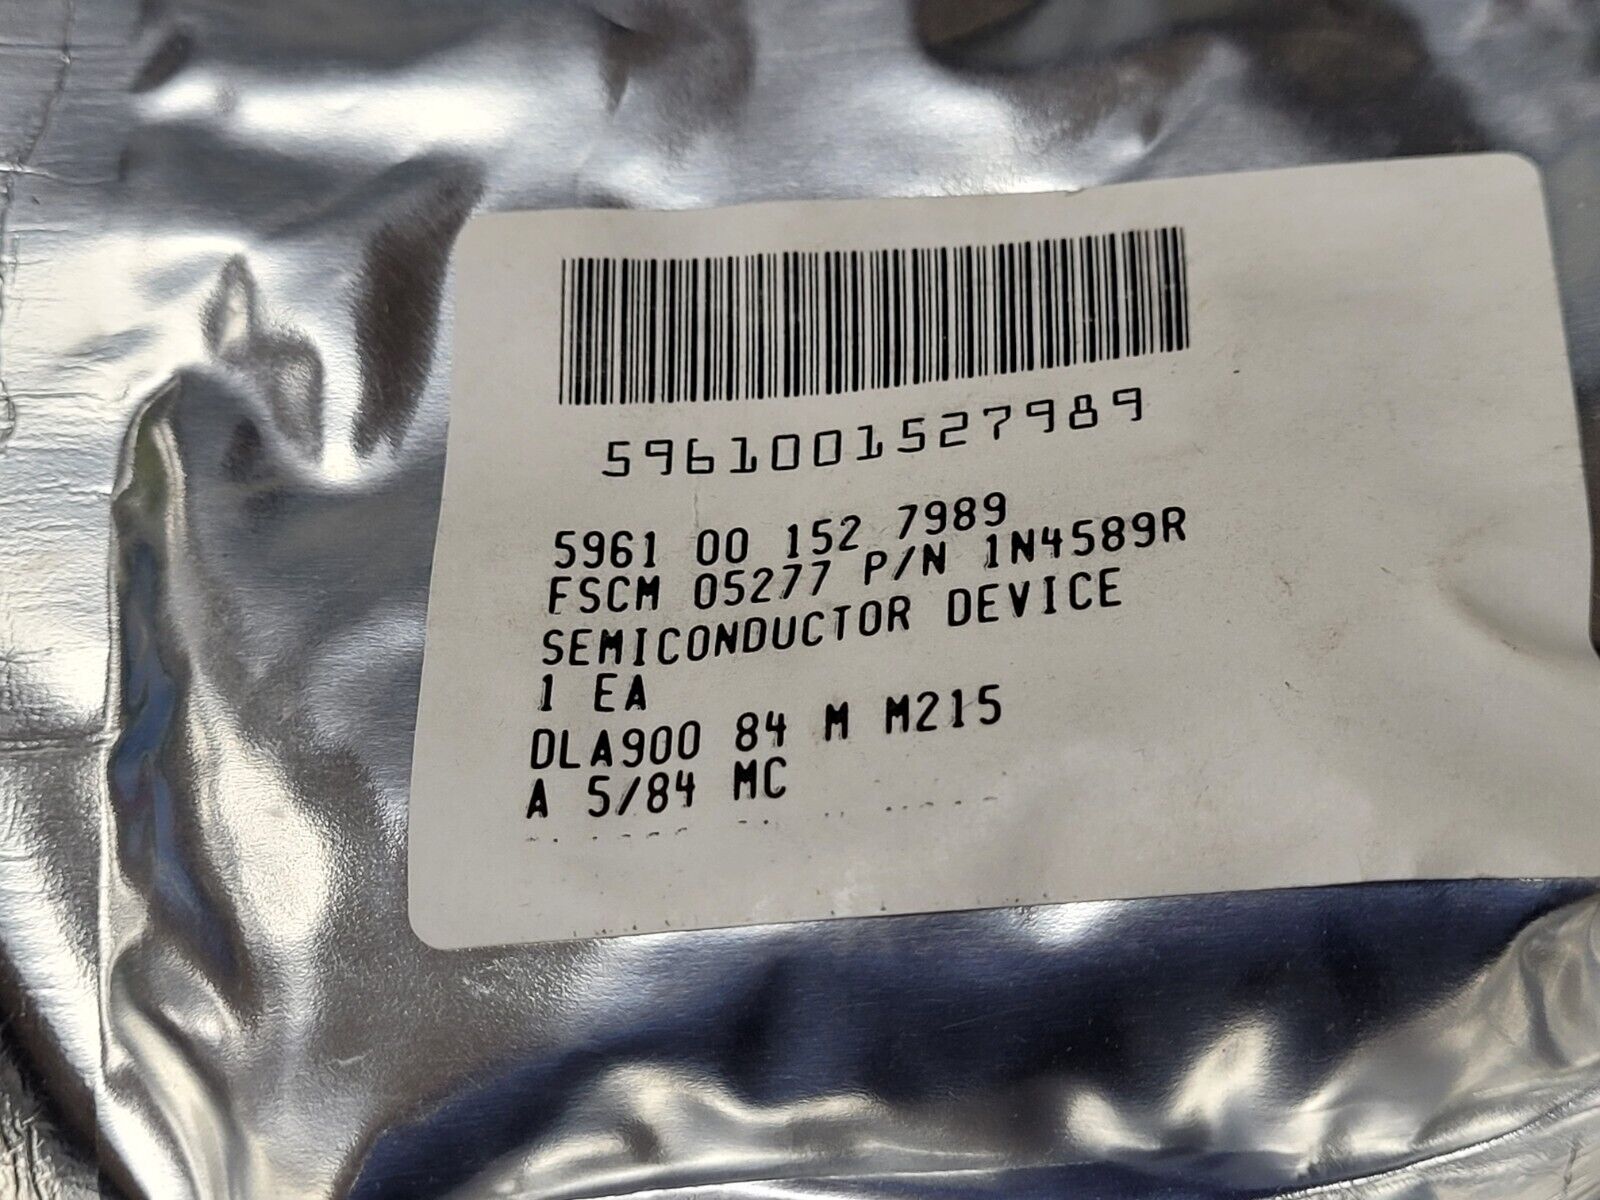 5961001527989
5961 00 152 7989
FSCM 05277 P/N 1N4589R
SEMICONDUCTOR DEVICE
1 EA
DLA900 84 M M215
A 5/84 MC